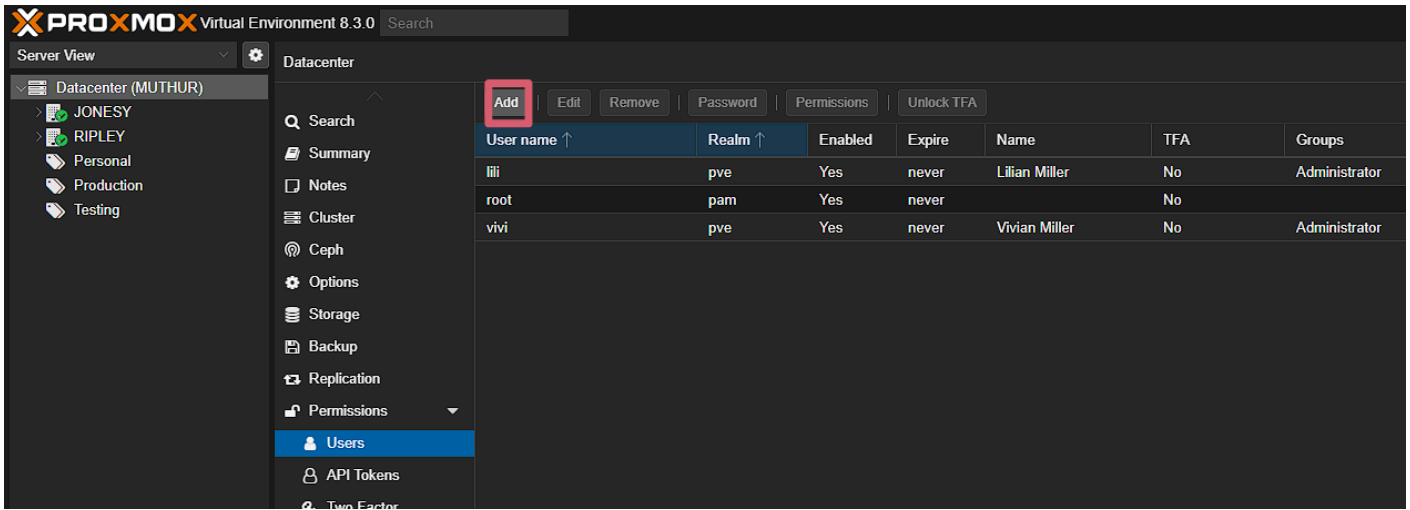 PROXMOX Virtual Environment 8.3.0 Search
Server View
Datacenter (MUTHUR)
JONESY
RIPLEY
Personal
Production
Testing
Datacenter
Search
Summary
Notes
Cluster
Ceph
Options
Storage
Backup
Replication
Permissions
Users
API Tokens
Two Factor
Add Edit Remove Password Permissions Unlock TFA
User name ↑ Realm ↑ Enabled Expire Name TFA Groups
lili pve Yes never Lilian Miller No Administrator
root pam Yes never No
vivi pve Yes never Vivian Miller No Administrator